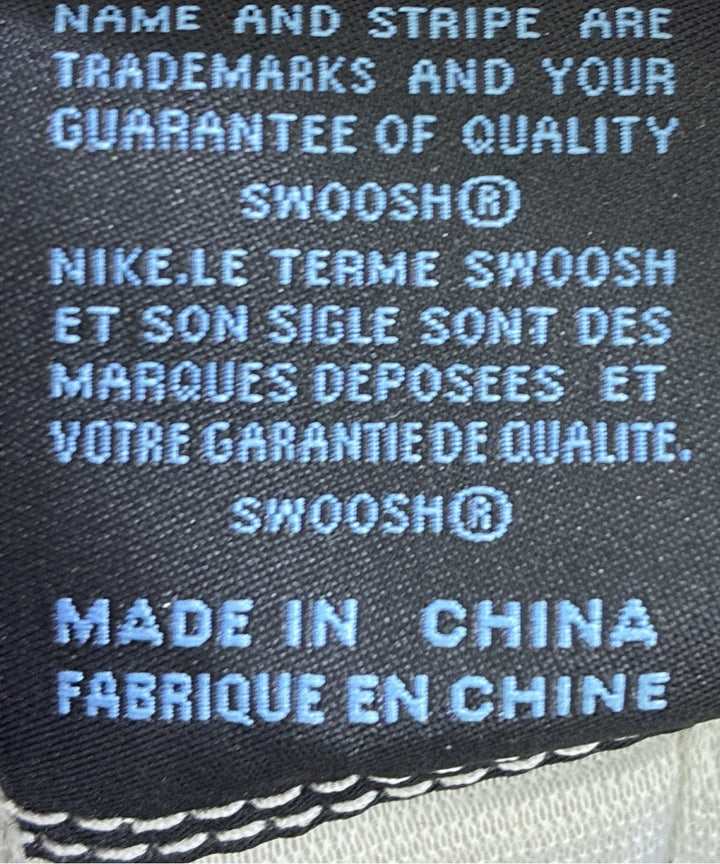 NAME AND STRIPE ARE
TRADEMARKS AND YOUR
GUARANTEE OF QUALITY
SWOOSH®
NIKE.LE TERME SWOOSH
ET SON SIGLE SONT DES
MARQUES DEPOSEES ET
VOTRE GARANTIE DE QUALITE.
SWOOSH®
MADE IN CHINA
FABRIQUE EN CHINE